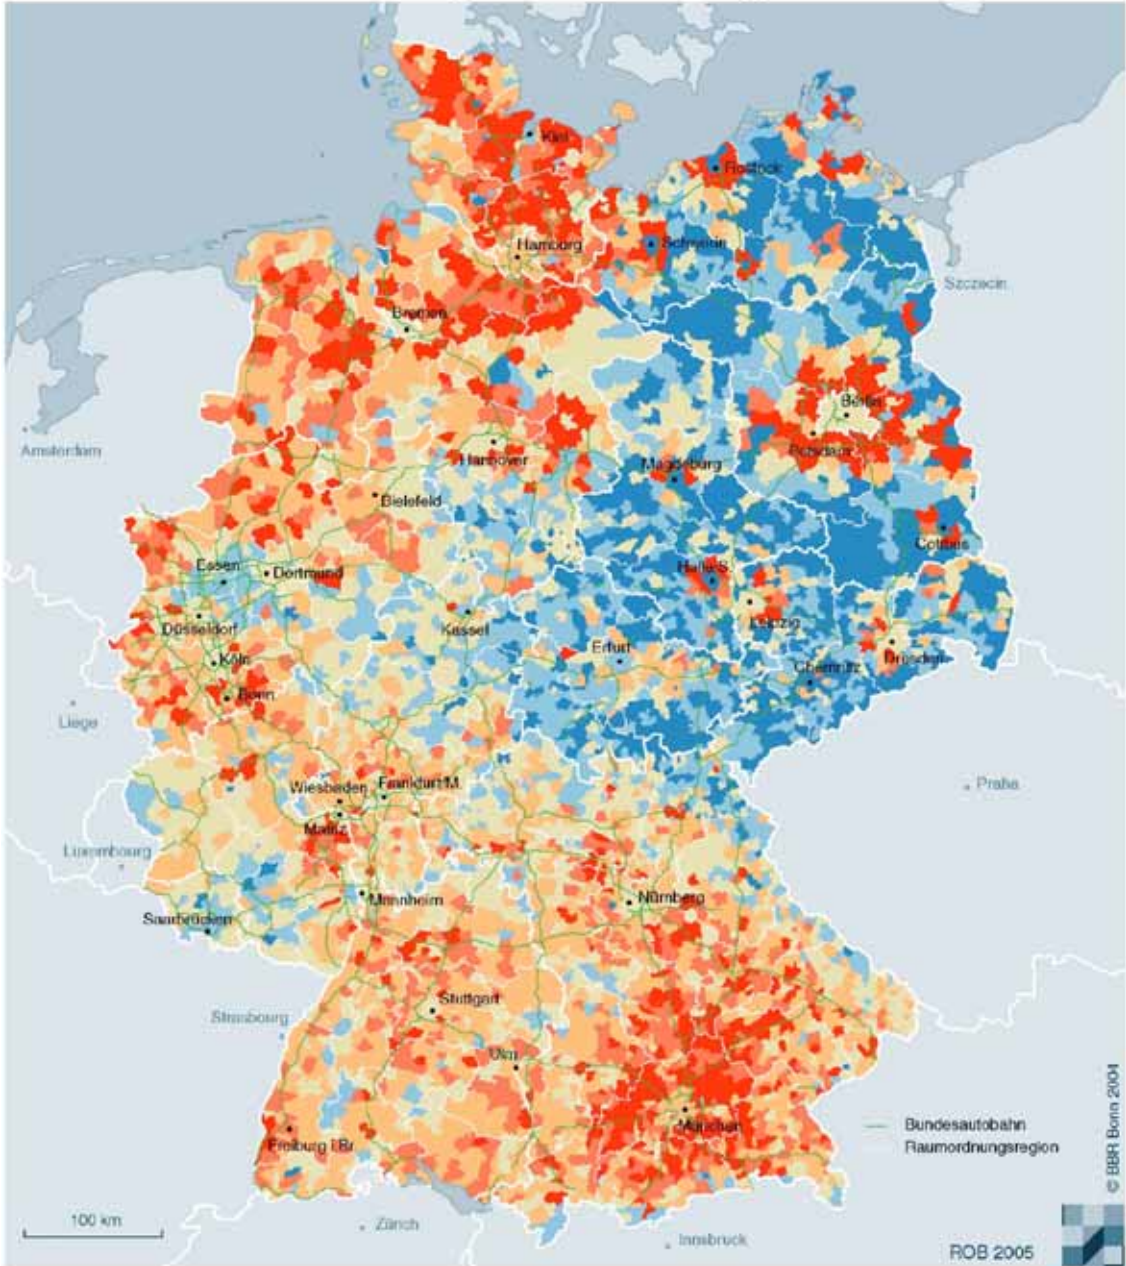 Kiel
Rostock
Hamburg
Schwerin
Szczecin
Bremen
Berlin
Amsterdam
Hannover
Potsdam
Magdeburg
Bielefeld
Cottbus
Essen
Dortmund
Halle/S.
Düsseldorf
Kassel
Leipzig
Erfurt
Dresden
Köln
Chemnitz
Bonn
Liege
Wiesbaden
Frankfurt/M.
Praha
Mainz
Luxembourg
Mannheim
Nürnberg
Saarbrücken
Stuttgart
Strasbourg
Ulm
München
Freiburg i.Br.
Bundesautobahn
Raumordnungsregion
© BBR Bonn 2004
100 km
Zürich
Innsbruck
ROB 2005